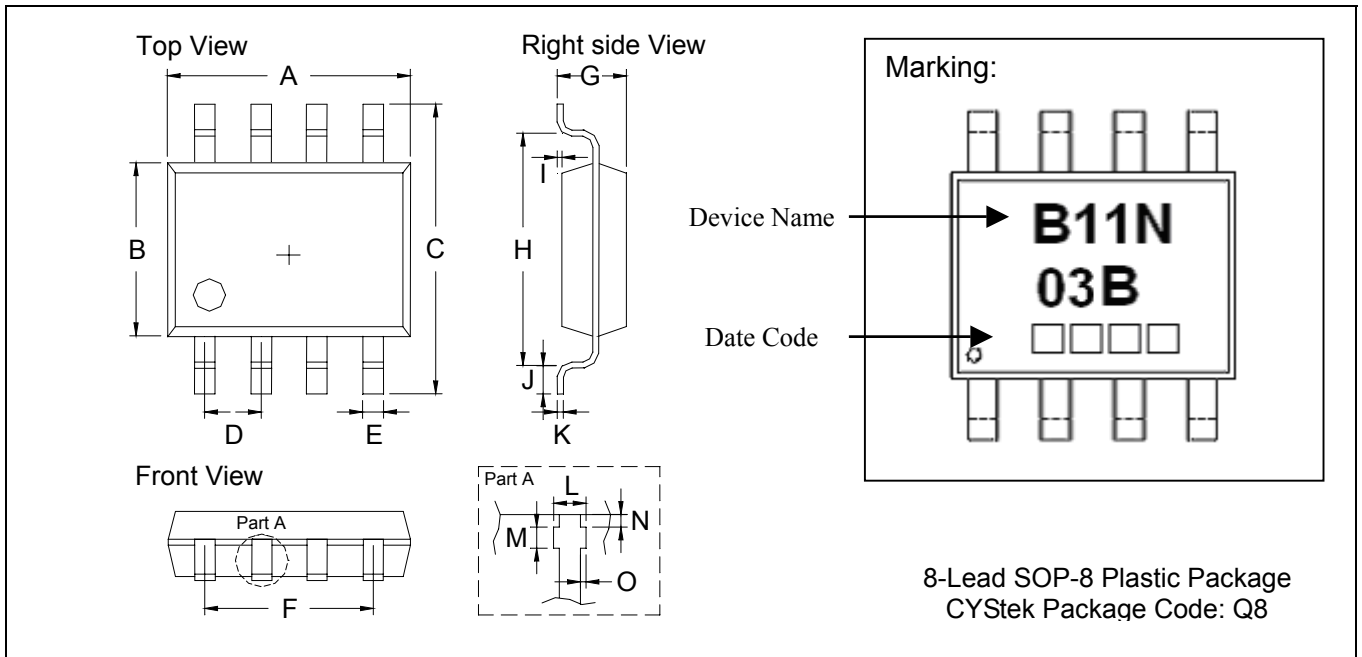 Top View
A
B
C
D
E
Right side View
G
I
H
J
K
Front View
Part A
F
Part A
L
M
N
O
Marking:
Device Name
B11N
03B
Date Code
8-Lead SOP-8 Plastic Package
CYStek Package Code: Q8